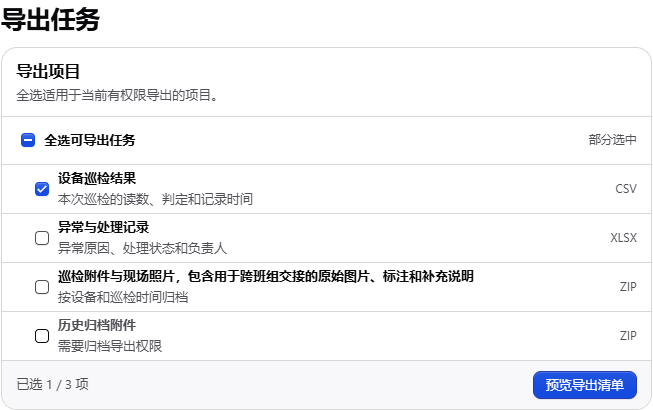 导出任务
导出项目
全选适用于当前有权限导出的项目。
全选可导出任务 部分选中
设备巡检结果
本次巡检的读数、判定和记录时间 CSV
异常与处理记录
异常原因、处理状态和负责人 XLSX
巡检附件与现场照片，包含用于跨班组交接的原始图片、标注和补充说明
按设备和巡检时间归档 ZIP
历史归档附件
需要归档导出权限 ZIP
已选 1 / 3 项 预览导出清单